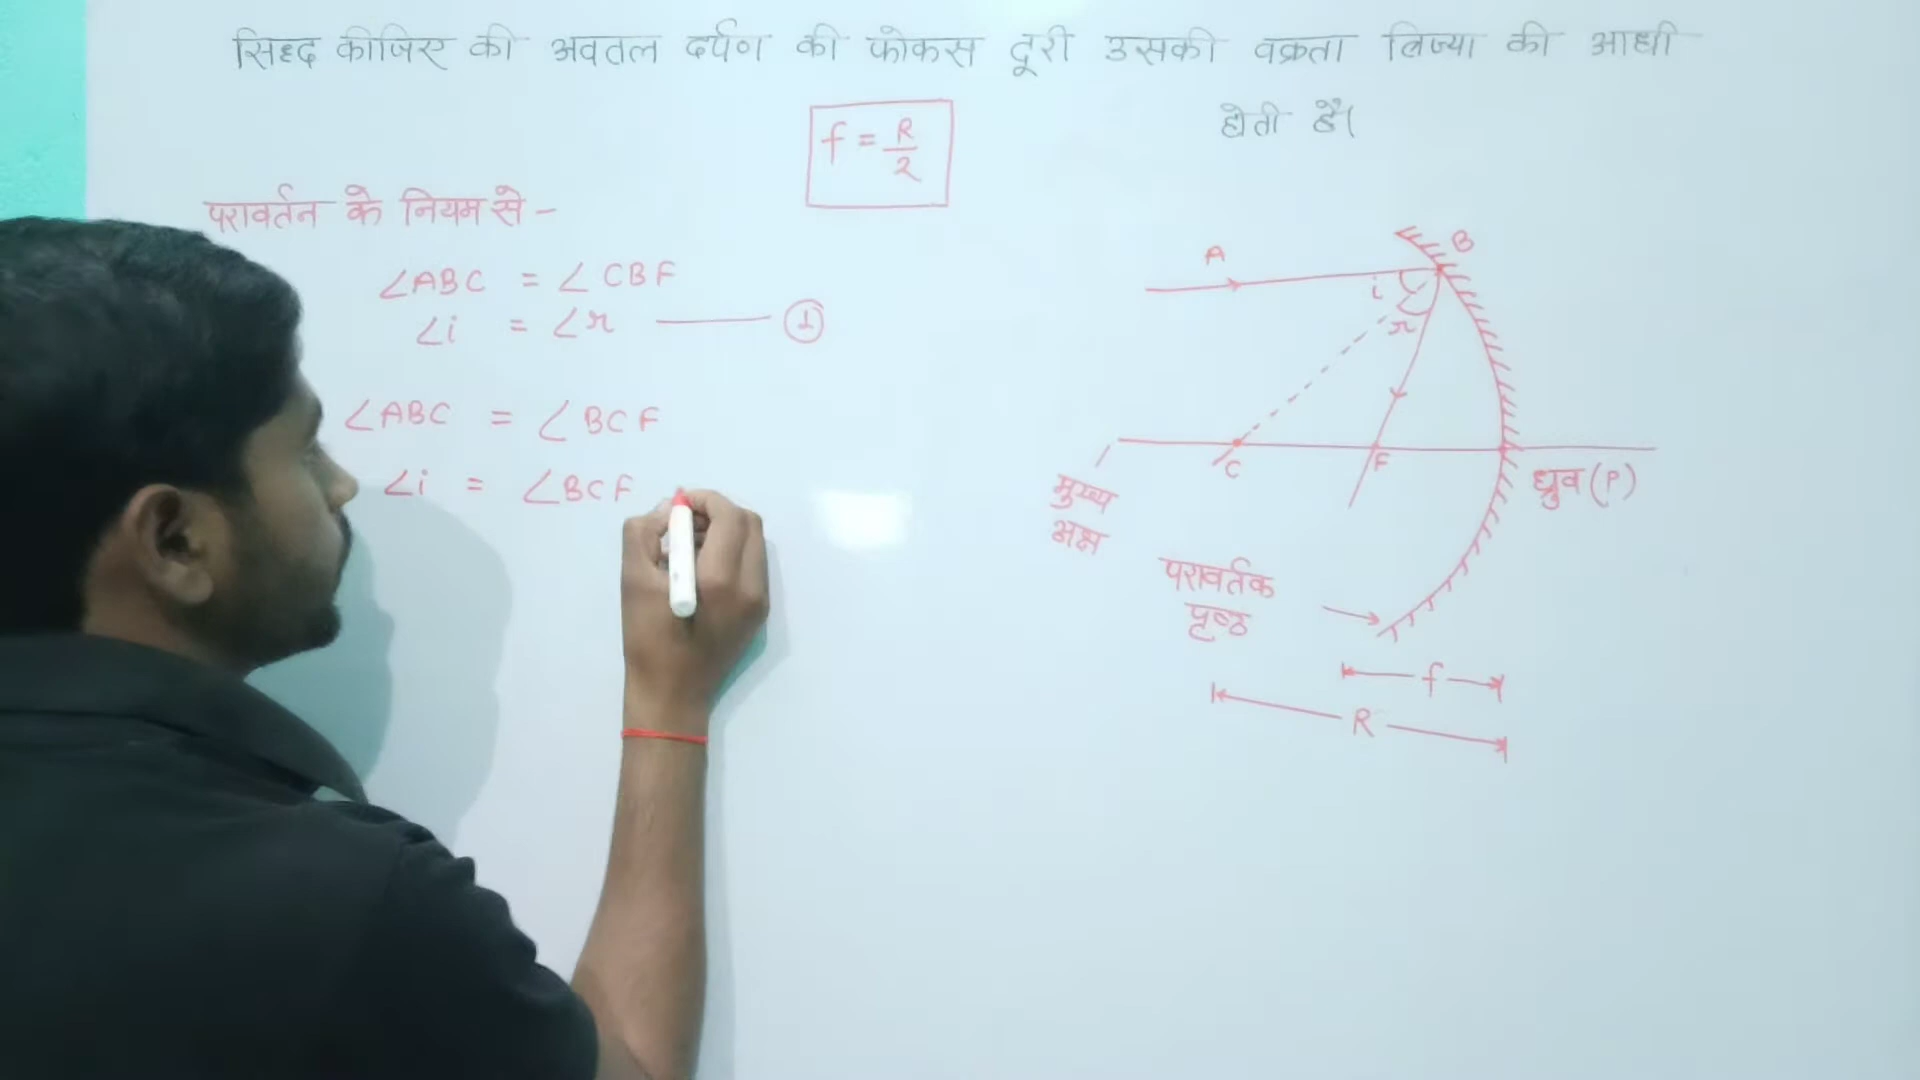 सिध्द कीजिए की अवतल दर्पण की फोकस दूरी उसकी वक्रता त्रिज्या की आधी
होती हैं।
f = R/2
परावर्तन के नियम से -
∠ABC = ∠CBF
∠i = ∠r —— ①
∠ABC = ∠BCF
∠i = ∠BCF
A
B
i
r
C
F
ध्रुव (P)
मुख्य
अक्ष
परावर्तक
पृष्ठ
f
R